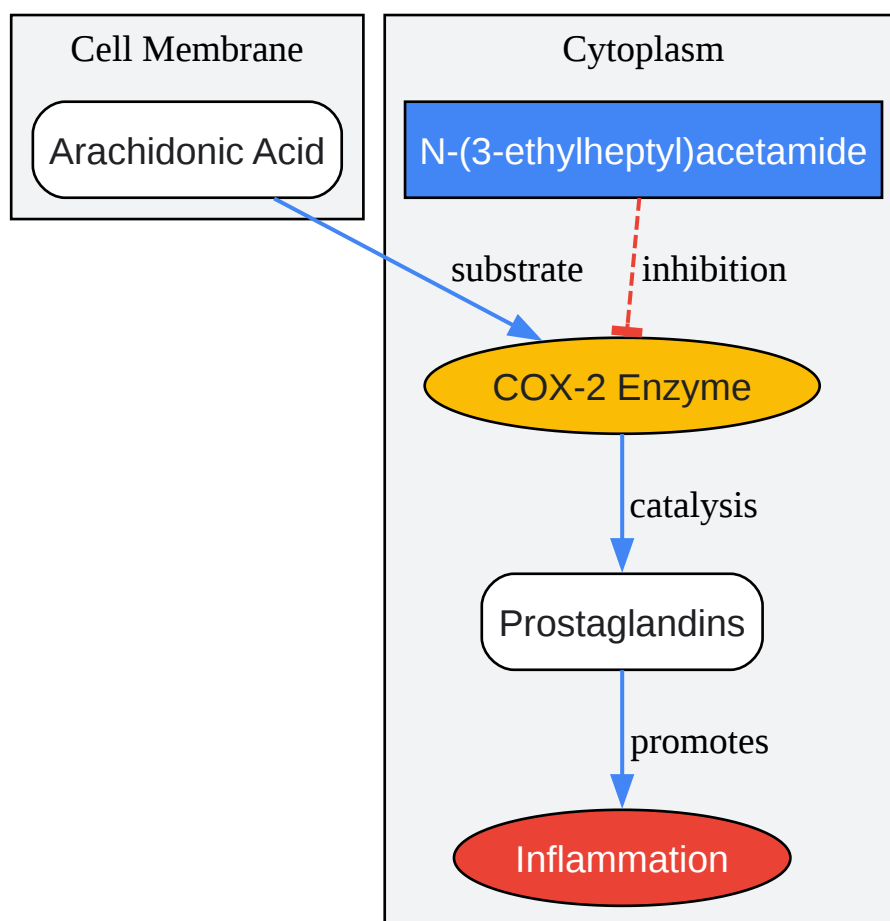 Cell Membrane
Cytoplasm
Arachidonic Acid
N-(3-ethylheptyl)acetamide
substrate
inhibition
COX-2 Enzyme
catalysis
Prostaglandins
promotes
Inflammation